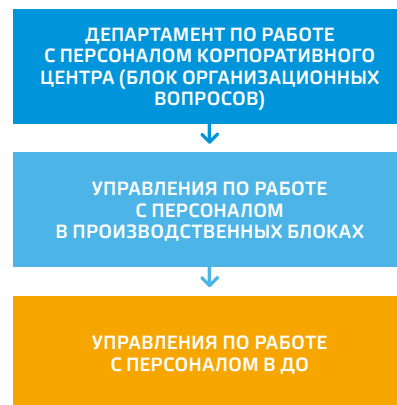 ДЕПАРТАМЕНТ ПО РАБОТЕ
С ПЕРСОНАЛОМ КОРПОРАТИВНОГО
ЦЕНТРА (БЛОК ОРГАНИЗАЦИОННЫХ
ВОПРОСОВ)
УПРАВЛЕНИЯ ПО РАБОТЕ
С ПЕРСОНАЛОМ
В ПРОИЗВОДСТВЕННЫХ БЛОКАХ
УПРАВЛЕНИЯ ПО РАБОТЕ
С ПЕРСОНАЛОМ В ДО